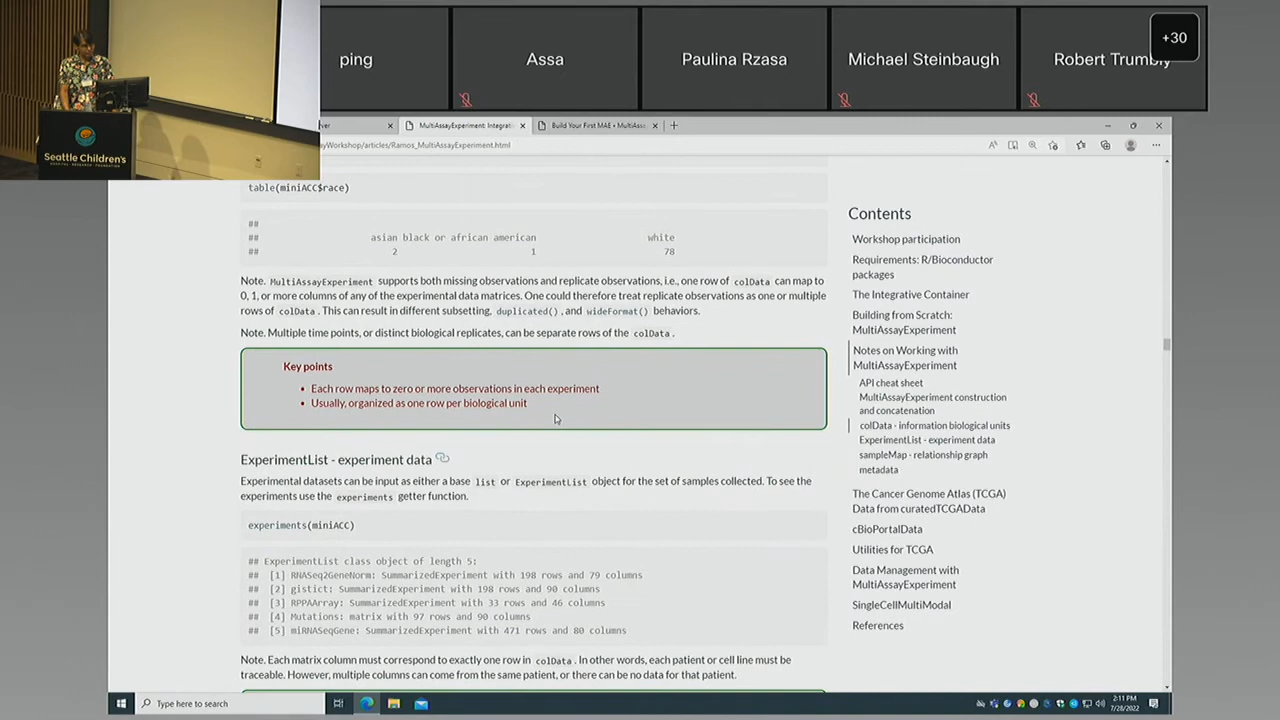 ping
Assa
Paulina Rzasa
Michael Steinbaugh
Robert Trumbly
+30
Seattle Children's
HOSPITAL • RESEARCH • FOUNDATION
ver
MultiAssayExperiment: Integrati
Build Your First MAE • MultiAssa
ayWorkshop/articles/Ramos_MultiAssayExperiment.html
table(miniACC$race)
##
## asian black or african american white
## 2 1 78
Note. MultiAssayExperiment supports both missing observations and replicate observations, i.e., one row of colData can map to
0, 1, or more columns of any of the experimental data matrices. One could therefore treat replicate observations as one or multiple
rows of colData. This can result in different subsetting, duplicated(), and wideFormat() behaviors.
Note. Multiple time points, or distinct biological replicates, can be separate rows of the colData.
Key points
• Each row maps to zero or more observations in each experiment
• Usually, organized as one row per biological unit
ExperimentList - experiment data
Experimental datasets can be input as either a base list or ExperimentList object for the set of samples collected. To see the
experiments use the experiments getter function.
experiments(miniACC)
## ExperimentList class object of length 5:
## [1] RNASeq2GeneNorm: SummarizedExperiment with 198 rows and 79 columns
## [2] gistict: SummarizedExperiment with 198 rows and 90 columns
## [3] RPPAArray: SummarizedExperiment with 33 rows and 46 columns
## [4] Mutations: matrix with 97 rows and 90 columns
## [5] miRNASeqGene: SummarizedExperiment with 471 rows and 80 columns
Note. Each matrix column must correspond to exactly one row in colData. In other words, each patient or cell line must be
traceable. However, multiple columns can come from the same patient, or there can be no data for that patient.
Contents
Workshop participation
Requirements: R/Bioconductor
packages
The Integrative Container
Building from Scratch:
MultiAssayExperiment
Notes on Working with
MultiAssayExperiment
API cheat sheet
MultiAssayExperiment construction
and concatenation
colData - information biological units
ExperimentList - experiment data
sampleMap - relationship graph
metadata
The Cancer Genome Atlas (TCGA)
Data from curatedTCGAData
cBioPortalData
Utilities for TCGA
Data Management with
MultiAssayExperiment
SingleCellMultiModal
References
Type here to search
2:11 PM
7/28/2022